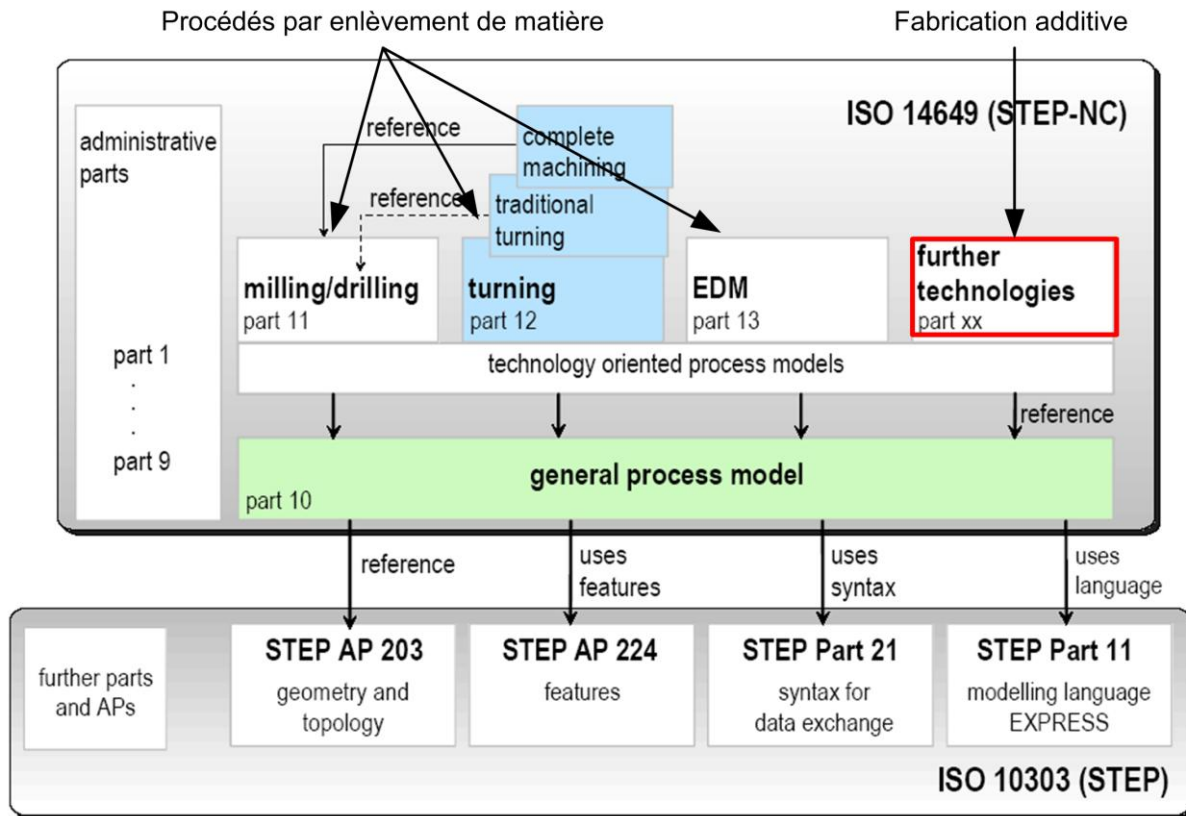 Procédés par enlèvement de matière
Fabrication additive
ISO 14649 (STEP-NC)
administrative
parts
reference
complete
machining
reference
traditional
turning
milling/drilling
part 11
turning
part 12
EDM
part 13
further
technologies
part xx
part 1
.
.
.
part 9
technology oriented process models
reference
general process model
part 10
reference
uses
features
uses
syntax
uses
language
further parts
and APs
STEP AP 203
geometry and
topology
STEP AP 224
features
STEP Part 21
syntax for
data exchange
STEP Part 11
modelling language
EXPRESS
ISO 10303 (STEP)